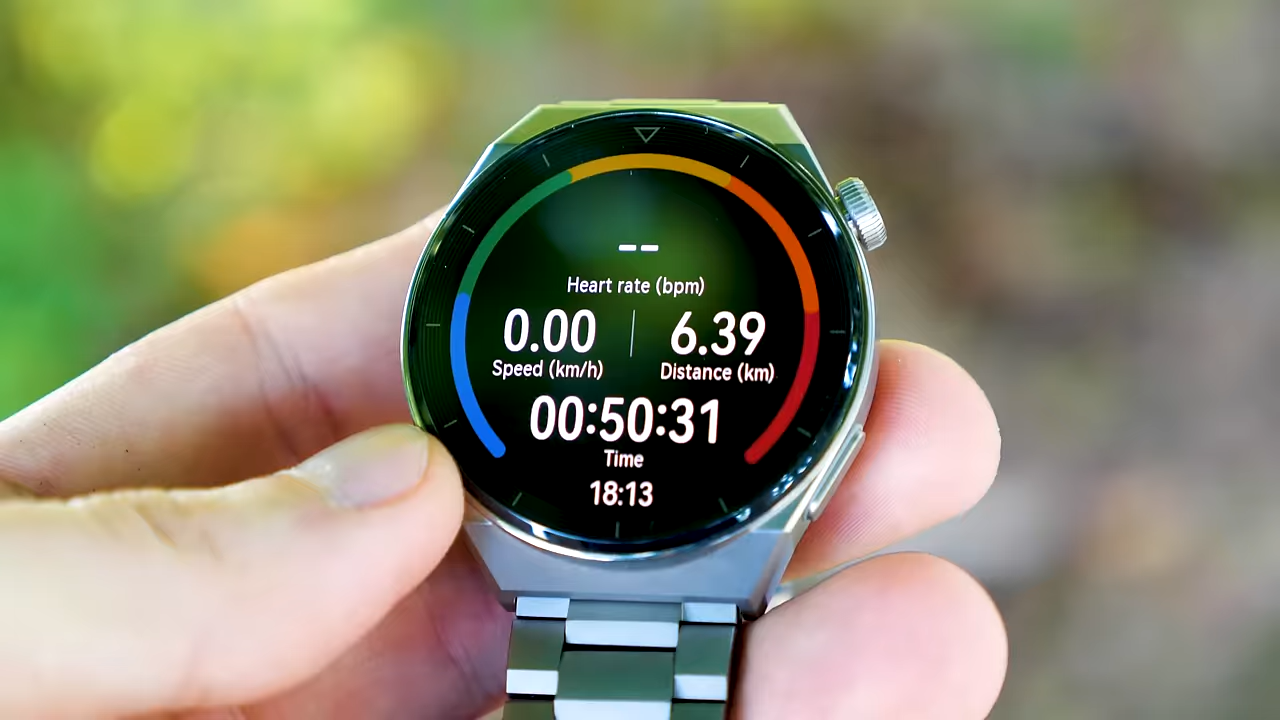 --
Heart rate (bpm)
0.00 6.39
Speed (km/h) Distance (km)
00:50:31
Time
18:13